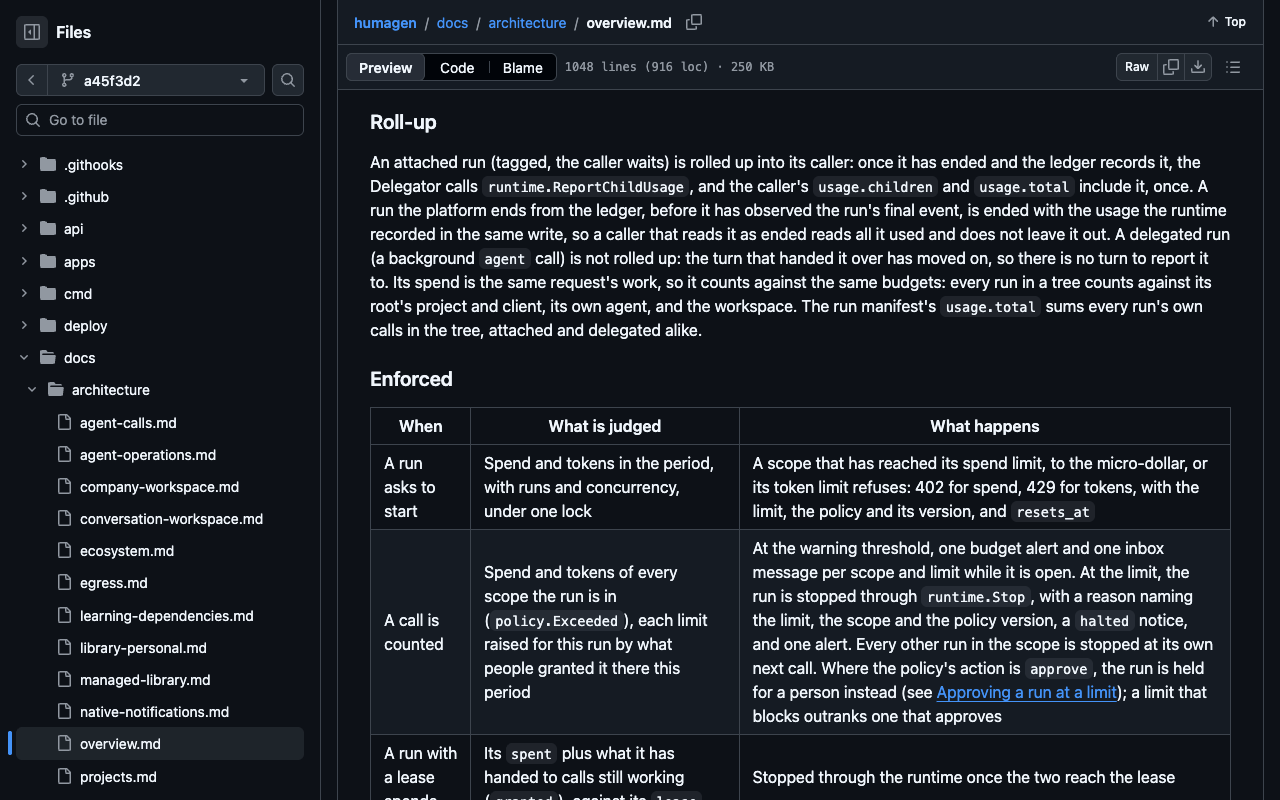 Files
a45f3d2
Go to file
.githooks
.github
api
apps
cmd
deploy
docs
architecture
agent-calls.md
agent-operations.md
company-workspace.md
conversation-workspace.md
ecosystem.md
egress.md
learning-dependencies.md
library-personal.md
managed-library.md
native-notifications.md
overview.md
projects.md
humagen / docs / architecture / overview.md
Top
Preview Code Blame 1048 lines (916 loc) · 250 KB
Raw
Roll-up
An attached run (tagged, the caller waits) is rolled up into its caller: once it has ended and the ledger records it, the
Delegator calls runtime.ReportChildUsage, and the caller's usage.children and usage.total include it, once. A
run the platform ends from the ledger, before it has observed the run's final event, is ended with the usage the runtime
recorded in the same write, so a caller that reads it as ended reads all it used and does not leave it out. A delegated run
(a background agent call) is not rolled up: the turn that handed it over has moved on, so there is no turn to report it
to. Its spend is the same request's work, so it counts against the same budgets: every run in a tree counts against its
root's project and client, its own agent, and the workspace. The run manifest's usage.total sums every run's own
calls in the tree, attached and delegated alike.
Enforced
When What is judged What happens
A run
asks to
start
Spend and tokens in the period,
with runs and concurrency,
under one lock
A scope that has reached its spend limit, to the micro-dollar, or
its token limit refuses: 402 for spend, 429 for tokens, with the
limit, the policy and its version, and resets_at
A call is
counted
Spend and tokens of every
scope the run is in
(policy.Exceeded), each limit
raised for this run by what
people granted it there this
period
At the warning threshold, one budget alert and one inbox
message per scope and limit while it is open. At the limit, the
run is stopped through runtime.Stop, with a reason naming
the limit, the scope and the policy version, a halted notice,
and one alert. Every other run in the scope is stopped at its own
next call. Where the policy's action is approve, the run is held
for a person instead (see Approving a run at a limit); a limit that
blocks outranks one that approves
A run with
a lease
spends
Its spent plus what it has
handed to calls still working
(granted), against its lease
Stopped through the runtime once the two reach the lease